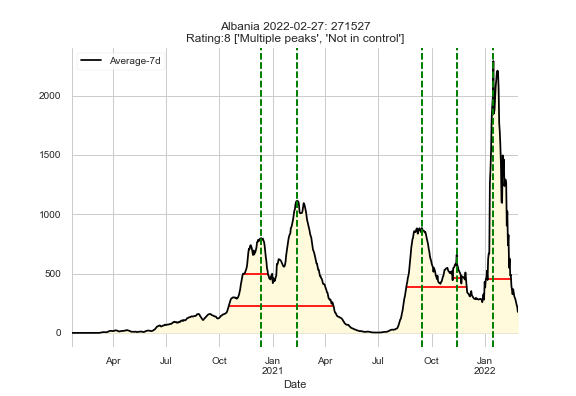 Albania 2022-02-27: 271527
Rating:8 ['Multiple peaks', 'Not in control']
Average-7d
2000
1500
1000
500
0
Apr Jul Oct Jan Apr Jul Oct Jan
2021 2022
Date